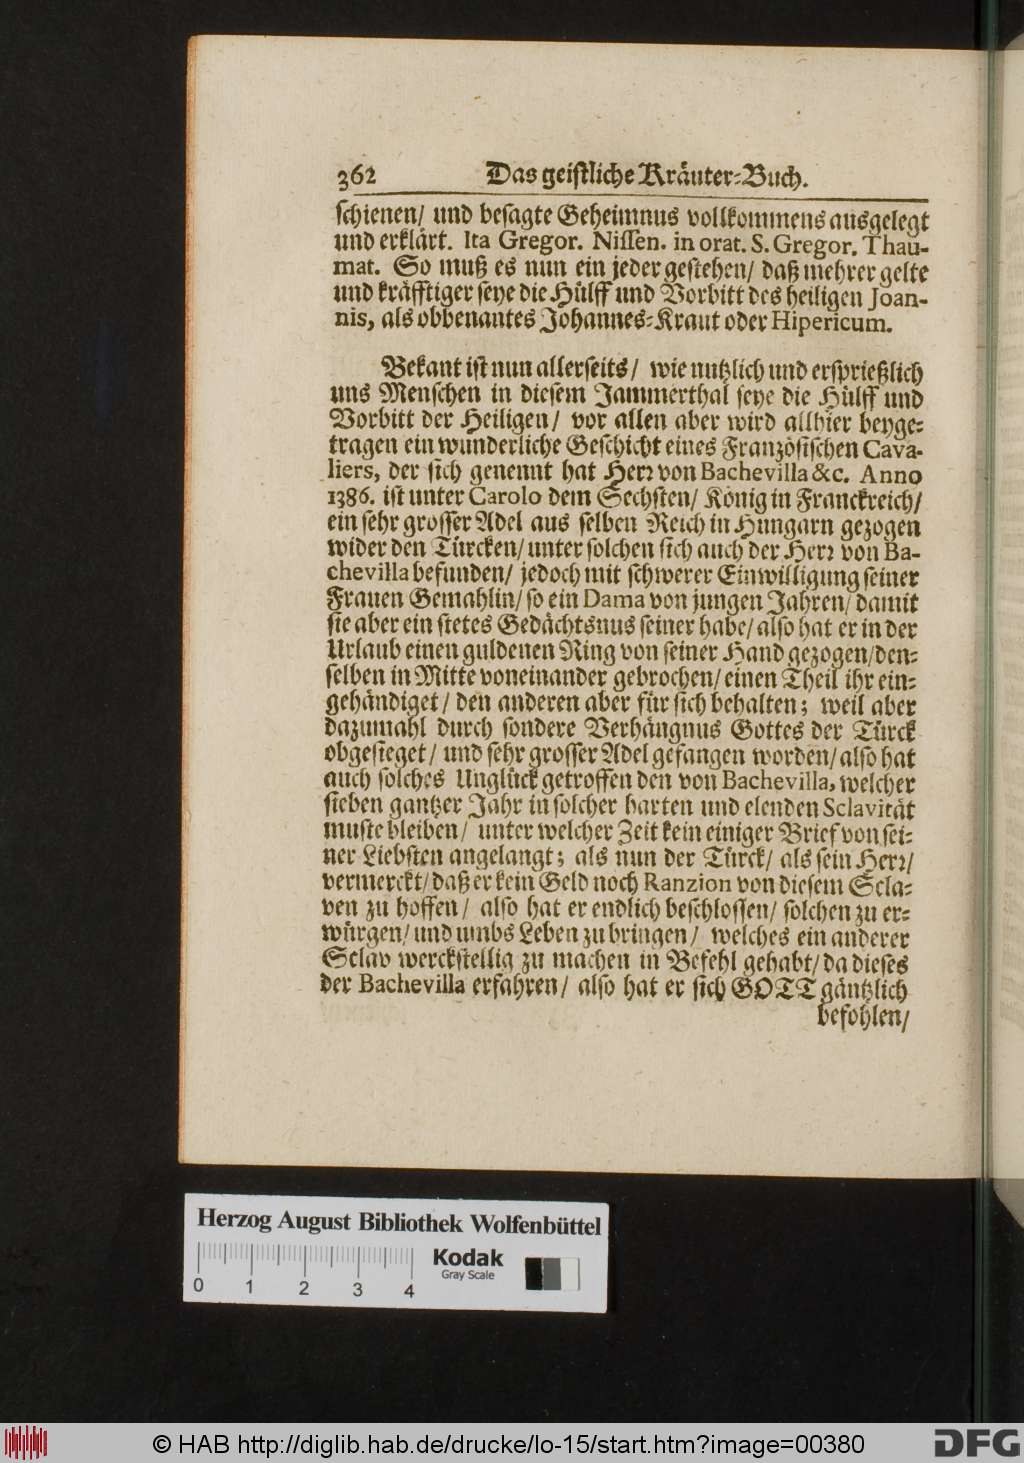 362 Das geistliche Kräuter-Buch.
schienen/ und besagte Geheimnus vollkommens ausgelegt
und erklärt. Ita Gregor. Nissen. in orat. S. Gregor. Thau-
mat. So muß es nun ein jeder gestehen/ daß mehrer gelte
und kräfftiger seye die Hülff und Vorbitt des heiligen Joan-
nis, als obbenantes Johannes-Kraut oder Hipericum.
Bekant ist nun allerseits/ wie nutzlich und ersprießlich
uns Menschen in diesem Jammerthal seye die Hülff und
Vorbitt der Heiligen/ vor allen aber wird allhier beyge-
tragen ein wunderliche Geschicht eines Französischen Cava-
liers, der sich genennt hat Herr von Bachevilla &c. Anno
1386. ist unter Carolo dem Sechsten/ König in Franckreich/
ein sehr grosser Adel aus selben Reich in Hungarn gezogen
wider den Türcken/ unter solchen sich auch der Herr von Ba-
chevilla befunden/ jedoch mit schwerer Einwilligung seiner
Frauen Gemahlin/ so ein Dama von jungen Jahren/ damit
sie aber ein stetes Gedächtsnus seiner habe/ also hat er in der
Urlaub einen guldenen Ring von seiner Hand gezogen/ den-
selben in Mitte voneinander gebrochen/ einen Theil ihr ein-
gehändiget/ den anderen aber für sich behalten; weil aber
dazumahl durch sondere Verhängnus Gottes der Türck
obgesieget/ und sehr grosser Adel gefangen worden/ also hat
auch solches Unglück getroffen den von Bachevilla, welcher
sieben gantzer Jahr in solcher harten und elenden Sclavität
muste bleiben/ unter welcher Zeit kein einiger Brief von sei-
ner Liebsten angelangt; als nun der Türck/ als sein Herr/
vermerckt/ daß er kein Geld noch Ranzion von diesem Scla-
ven zu hoffen/ also hat er endlich beschlossen/ solchen zu er-
würgen/ und umbs Leben zu bringen/ welches ein anderer
Sclav werckstellig zu machen in Befehl gehabt/ da dieses
der Bachevilla erfahren/ also hat er sich GOTT gäntzlich
befohlen/
Herzog August Bibliothek Wolfenbüttel
Kodak
Gray Scale
0 1 2 3 4
© HAB http://diglib.hab.de/drucke/lo-15/start.htm?image=00380
DFG